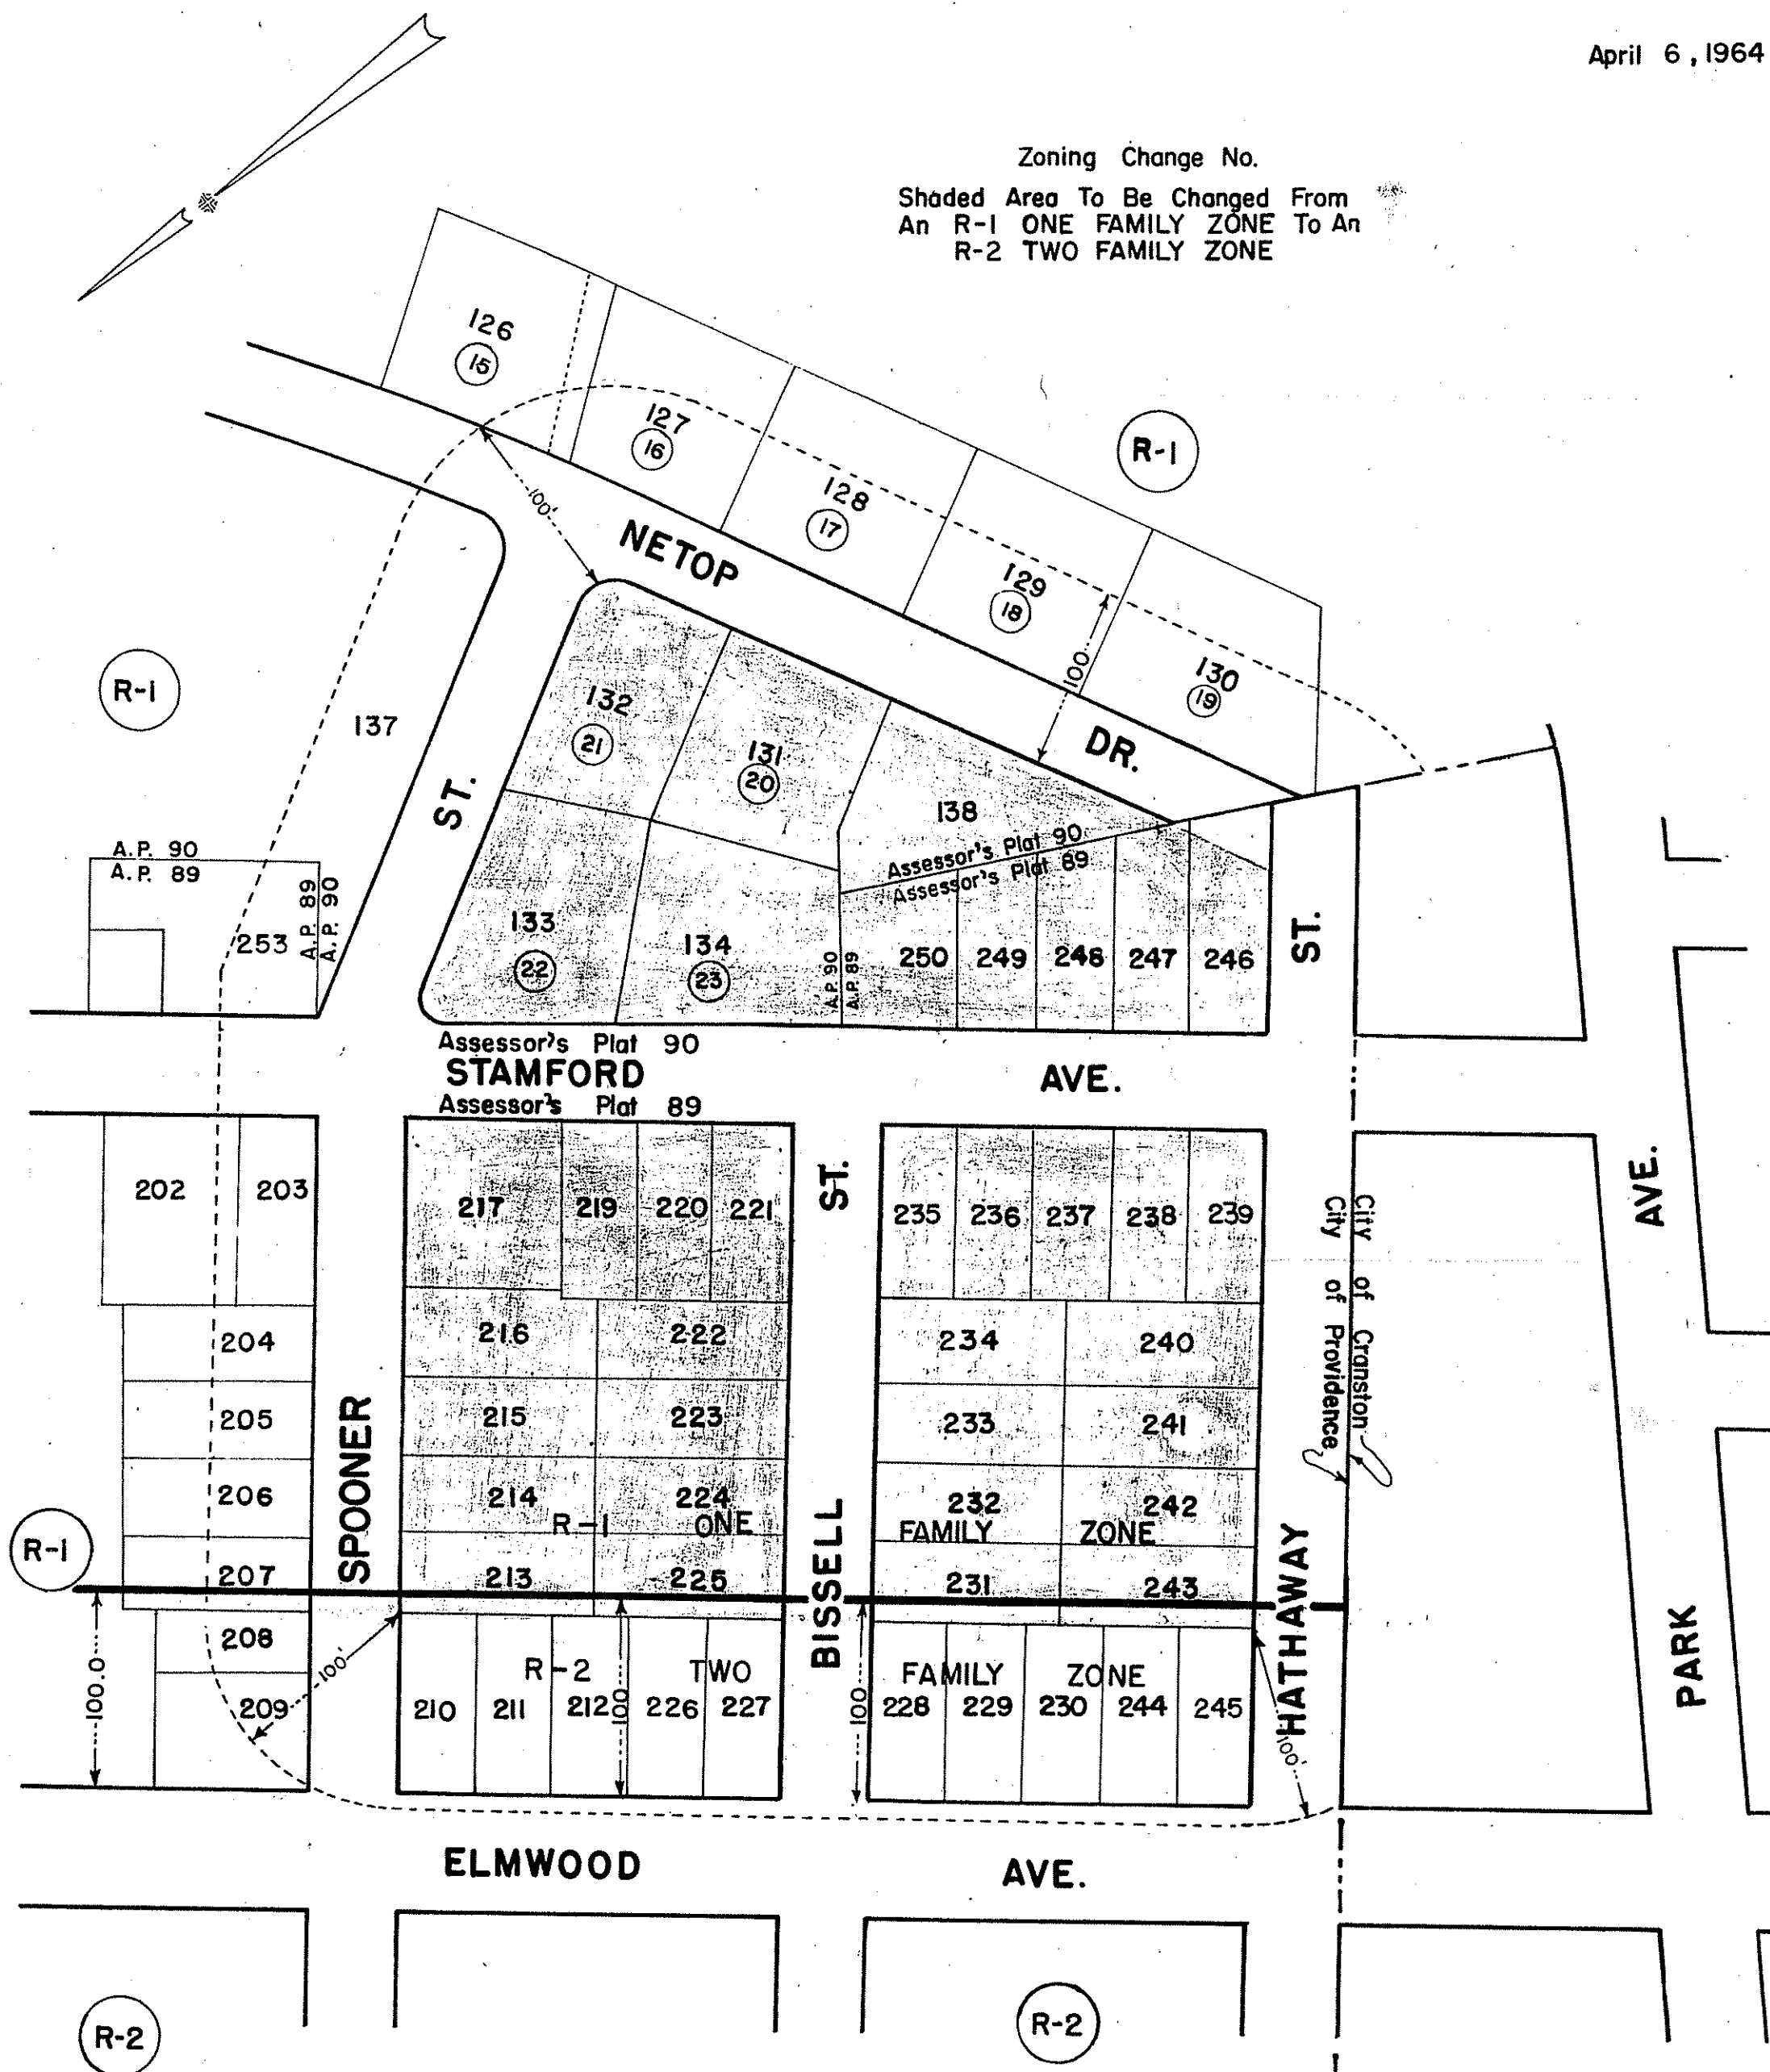 April 6, 1964
Zoning Change No.
Shaded Area To Be Changed From
An R-1 ONE FAMILY ZONE To An
R-2 TWO FAMILY ZONE
126
15
127
16
R-1
128
17
100'
NETOP
129
18
100
130
19
R-1
137
132
21
131
20
DR.
ST.
138
A.P. 90
A.P. 89
Assessor's Plat 90
Assessor's Plat 89
A.P. 89
A.P. 90
253
133
22
134
23
A.P. 90
A.P. 89
250
249
248
247
246
ST.
Assessor's Plat 90
STAMFORD
AVE.
Assessor's Plat 89
202
203
217
219
220
221
ST.
235
236
237
238
239
City of Cranston
City of Providence
AVE.
204
216
222
234
240
205
215
223
233
241
SPOONER
206
214
224
232
242
R-1 ONE
FAMILY ZONE
R-1
207
213
225
231
243
BISSELL
HATHAWAY
PARK
208
100.0
100'
209
R-2 TWO
FAMILY ZONE
210
211
212
100
226
227
100
228
229
230
244
245
100'
ELMWOOD
AVE.
R-2
R-2